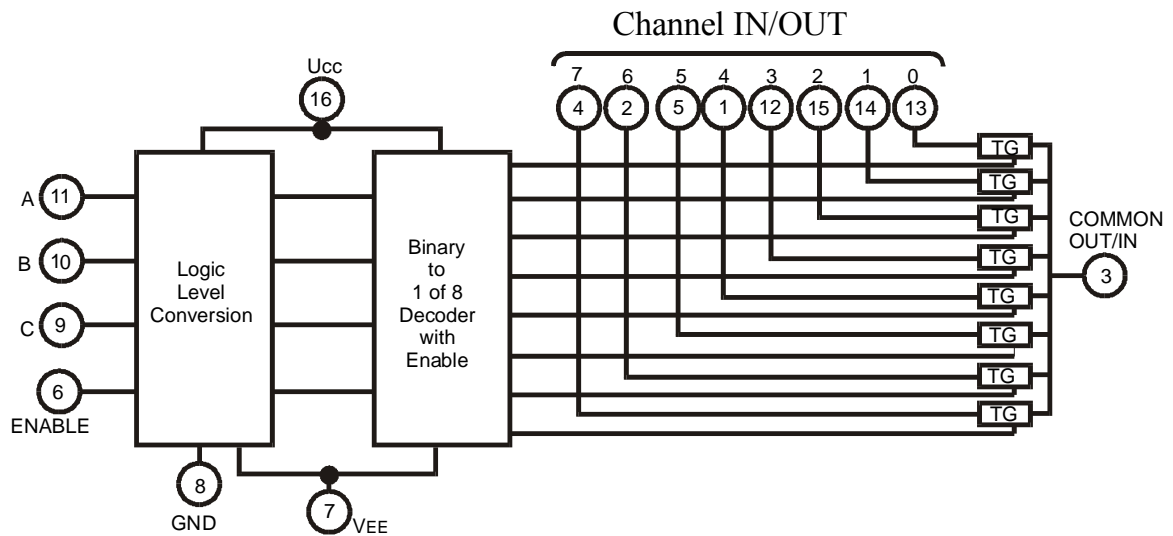 Channel IN/OUT
Ucc
7 6 5 4 3 2 1 0
16
4 2 5 1 12 15 14 13
TG
TG
A 11
TG
COMMON
OUT/IN
B 10
Logic
Level
Conversion
Binary
to
1 of 8
Decoder
with
Enable
TG
3
TG
C 9
TG
TG
6
ENABLE
TG
8
GND
7
VEE